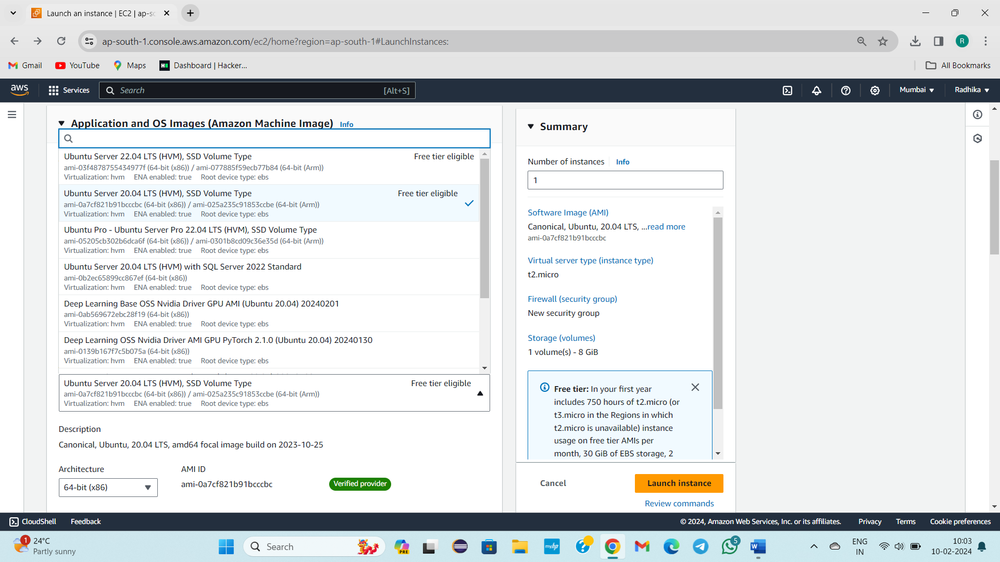 Launch an instance | EC2 | ap-sc
ap-south-1.console.aws.amazon.com/ec2/home?region=ap-south-1#LaunchInstances:
R
Gmail
YouTube
Maps
Dashboard | Hacker...
All Bookmarks
aws
Services
Search
[Alt+S]
Mumbai
Radhika
Application and OS Images (Amazon Machine Image) Info
Ubuntu Server 22.04 LTS (HVM), SSD Volume Type Free tier eligible
ami-03f4878755434977f (64-bit (x86)) / ami-077885f59ecb77b84 (64-bit (Arm))
Virtualization: hvm ENA enabled: true Root device type: ebs
Ubuntu Server 20.04 LTS (HVM), SSD Volume Type Free tier eligible
ami-0a7cf821b91bcccbc (64-bit (x86)) / ami-025a235c91853ccbe (64-bit (Arm))
Virtualization: hvm ENA enabled: true Root device type: ebs
Ubuntu Pro - Ubuntu Server Pro 22.04 LTS (HVM), SSD Volume Type
ami-05205cb302b6dca6f (64-bit (x86)) / ami-0301b8cd09c36e35d (64-bit (Arm))
Virtualization: hvm ENA enabled: true Root device type: ebs
Ubuntu Server 20.04 LTS (HVM) with SQL Server 2022 Standard
ami-0b2ec65899cc867ef (64-bit (x86))
Virtualization: hvm ENA enabled: true Root device type: ebs
Deep Learning Base OSS Nvidia Driver GPU AMI (Ubuntu 20.04) 20240201
ami-0ab569672ebc28f19 (64-bit (x86))
Virtualization: hvm ENA enabled: true Root device type: ebs
Deep Learning OSS Nvidia Driver AMI GPU PyTorch 2.1.0 (Ubuntu 20.04) 20240130
ami-0139b167f7c5b075a (64-bit (x86))
Virtualization: hvm ENA enabled: true Root device type: ebs
Ubuntu Server 20.04 LTS (HVM), SSD Volume Type Free tier eligible
ami-0a7cf821b91bcccbc (64-bit (x86)) / ami-025a235c91853ccbe (64-bit (Arm))
Virtualization: hvm ENA enabled: true Root device type: ebs
Description
Canonical, Ubuntu, 20.04 LTS, amd64 focal image build on 2023-10-25
Architecture
AMI ID
64-bit (x86)
ami-0a7cf821b91bcccbc
Verified provider
Summary
Number of instances Info
1
Software Image (AMI)
Canonical, Ubuntu, 20.04 LTS, ...read more
ami-0a7cf821b91bcccbc
Virtual server type (instance type)
t2.micro
Firewall (security group)
New security group
Storage (volumes)
1 volume(s) - 8 GiB
Free tier: In your first year
includes 750 hours of t2.micro (or
t3.micro in the Regions in which
t2.micro is unavailable) instance
usage on free tier AMIs per
month, 30 GiB of EBS storage, 2
Cancel
Launch instance
Review commands
CloudShell
Feedback
© 2024, Amazon Web Services, Inc. or its affiliates.
Privacy
Terms
Cookie preferences
1
24°C
Partly sunny
Search
PRE
myhp
5
W
ENG
IN
10:03
10-02-2024